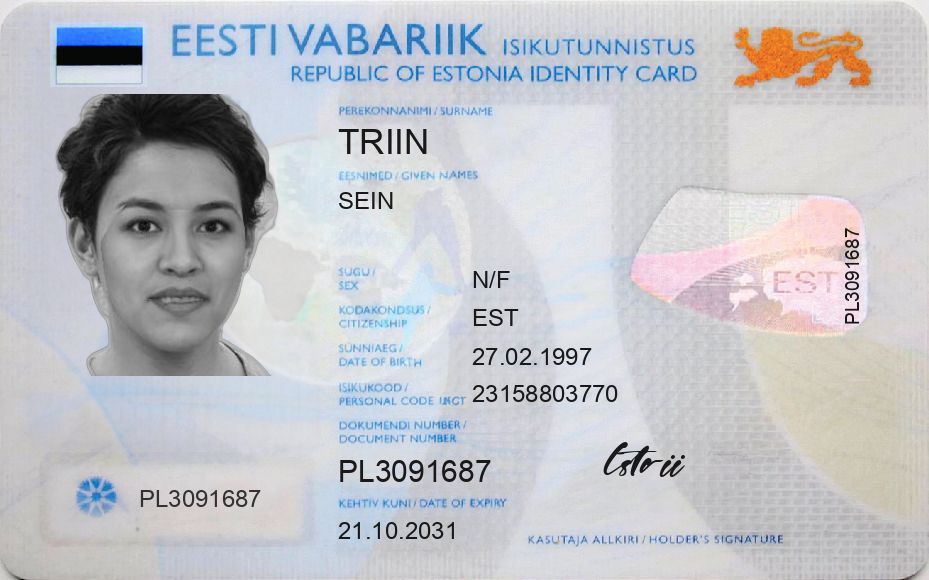 EESTI VABARIIK ISIKUTUNNISTUS
REPUBLIC OF ESTONIA IDENTITY CARD
PEREKONNANIMI / SURNAME
TRIIN
EESNIMED / GIVEN NAMES
SEIN
SUGU /
SEX
N/F
KODAKONDSUS /
CITIZENSHIP
EST
SÜNNIAEG /
DATE OF BIRTH
27.02.1997
ISIKUKOOD /
PERSONAL CODE
23158803770
DOKUMENDI NUMBER /
DOCUMENT NUMBER
PL3091687
KEHTIV KUNI / DATE OF EXPIRY
21.10.2031
PL3091687
EST
PL3091687
KASUTAJA ALLKIRI / HOLDER'S SIGNATURE